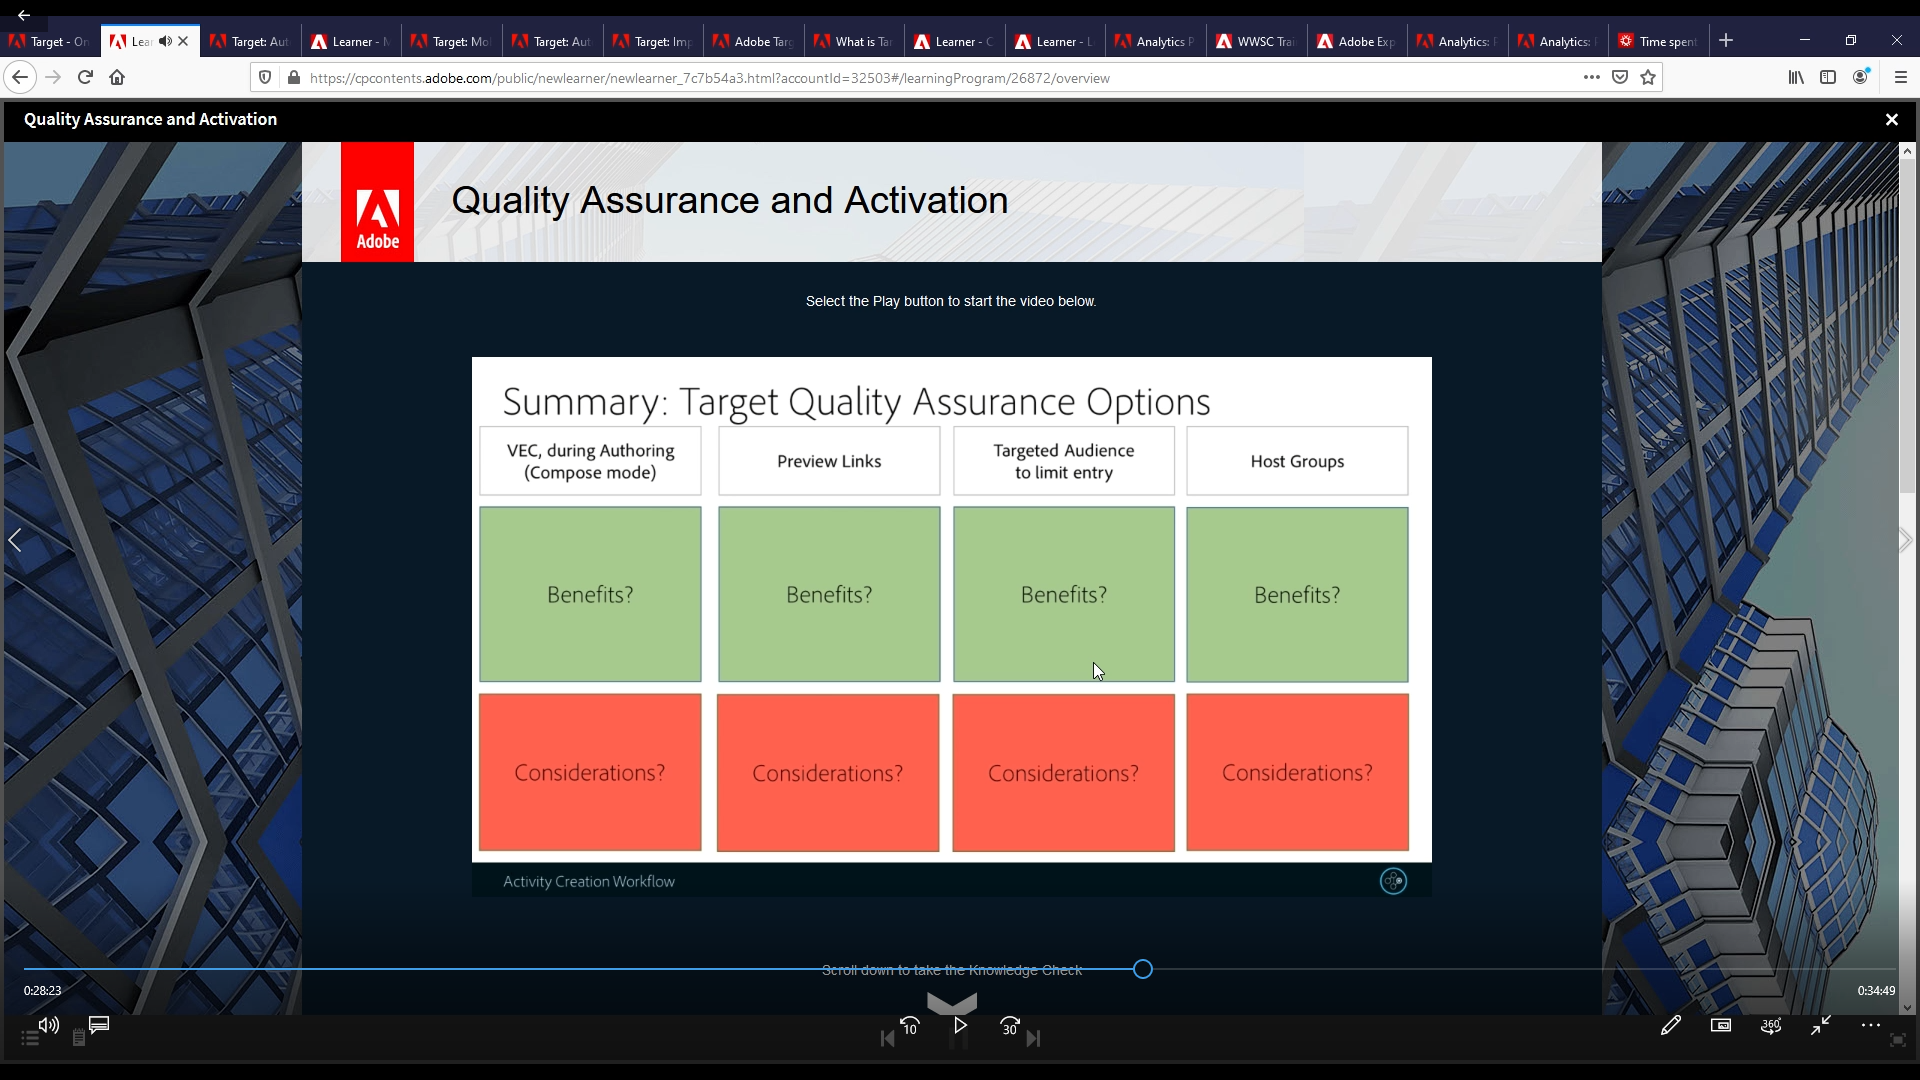 Target - On
Lear
Target: Aut
Learner - M
Target: Mo
Target: Aut
Target: Imp
Adobe Targ
What is Tar
Learner - C
Learner - L
Analytics P
WWSC Trai
Adobe Exp
Analytics: F
Analytics: I
Time spent
https://cpcontents.adobe.com/public/newlearner/newlearner_7c7b54a3.html?accountId=32503#/learningProgram/26872/overview
Quality Assurance and Activation
Adobe
Quality Assurance and Activation
Select the Play button to start the video below.
Summary: Target Quality Assurance Options
VEC, during Authoring
(Compose mode)
Preview Links
Targeted Audience
to limit entry
Host Groups
Benefits?
Benefits?
Benefits?
Benefits?
Considerations?
Considerations?
Considerations?
Considerations?
Activity Creation Workflow
Scroll down to take the Knowledge Check
0:28:23
0:34:49
10
30
360°